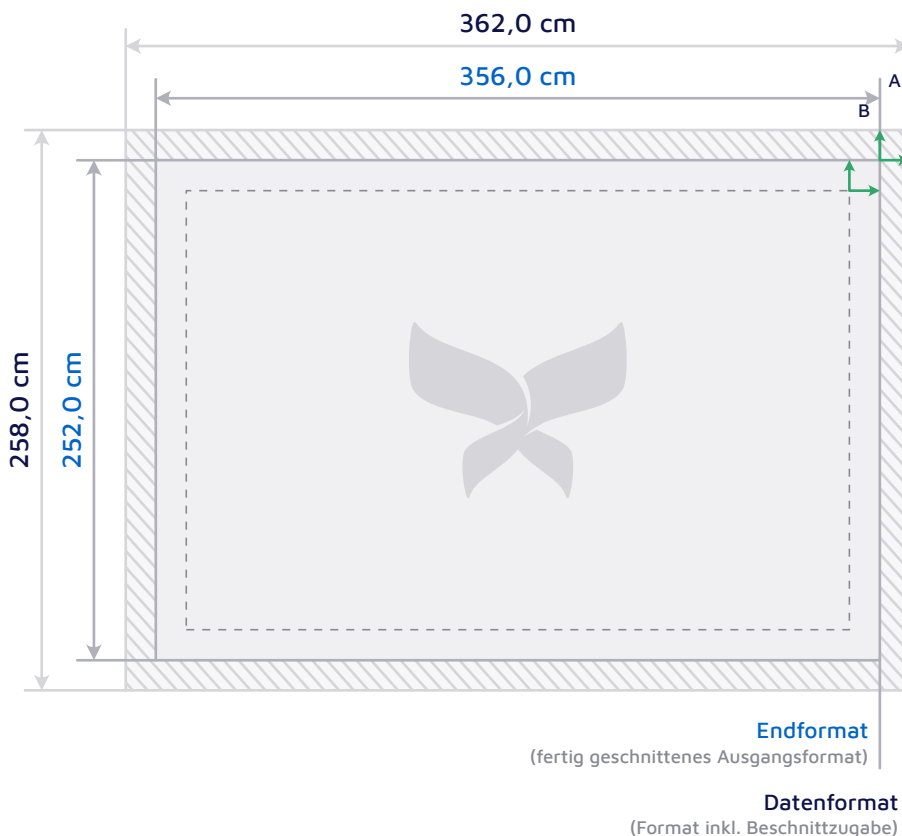 362,0 cm
356,0 cm
A
B
258,0 cm
252,0 cm
Endformat
(fertig geschnittenes Ausgangsformat)
Datenformat
(Format inkl. Beschnittzugabe)